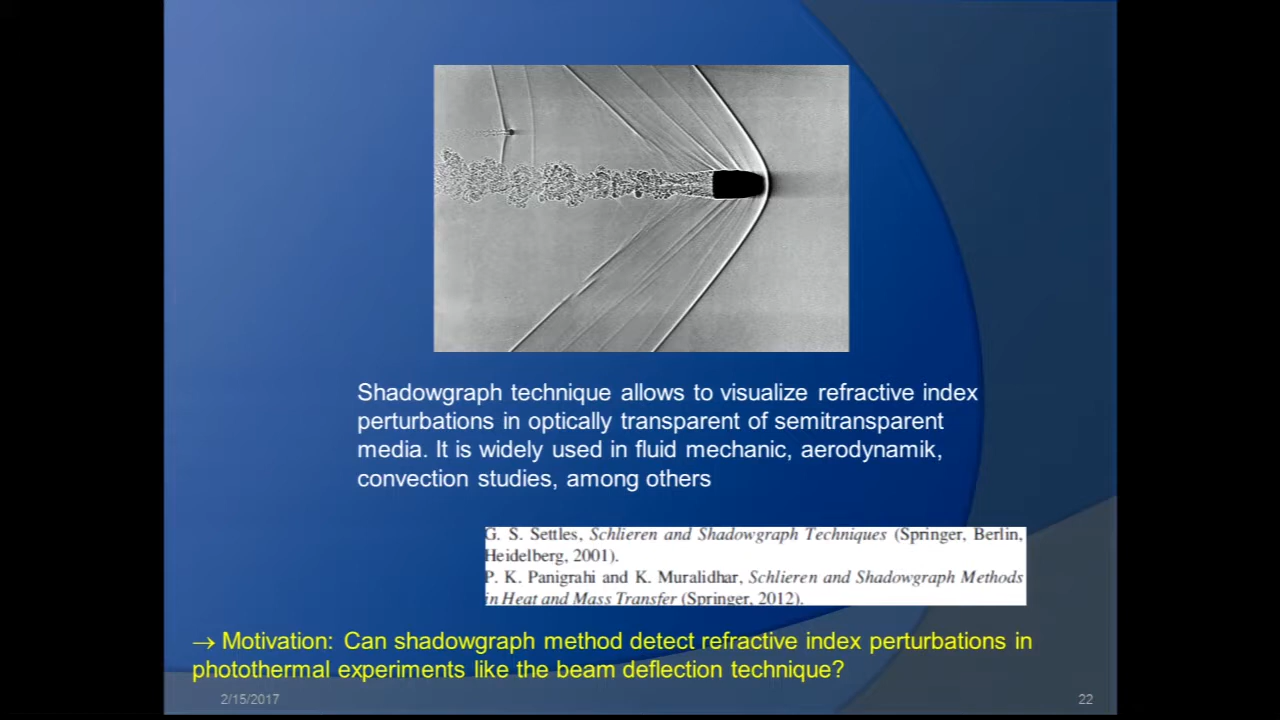 Shadowgraph technique allows to visualize refractive index
perturbations in optically transparent of semitransparent
media. It is widely used in fluid mechanic, aerodynamik,
convection studies, among others
G. S. Settles, Schlieren and Shadowgraph Techniques (Springer, Berlin,
Heidelberg, 2001).
P. K. Panigrahi and K. Muralidhar, Schlieren and Shadowgraph Methods
in Heat and Mass Transfer (Springer, 2012).
→ Motivation: Can shadowgraph method detect refractive index perturbations in
photothermal experiments like the beam deflection technique?
2/15/2017
22